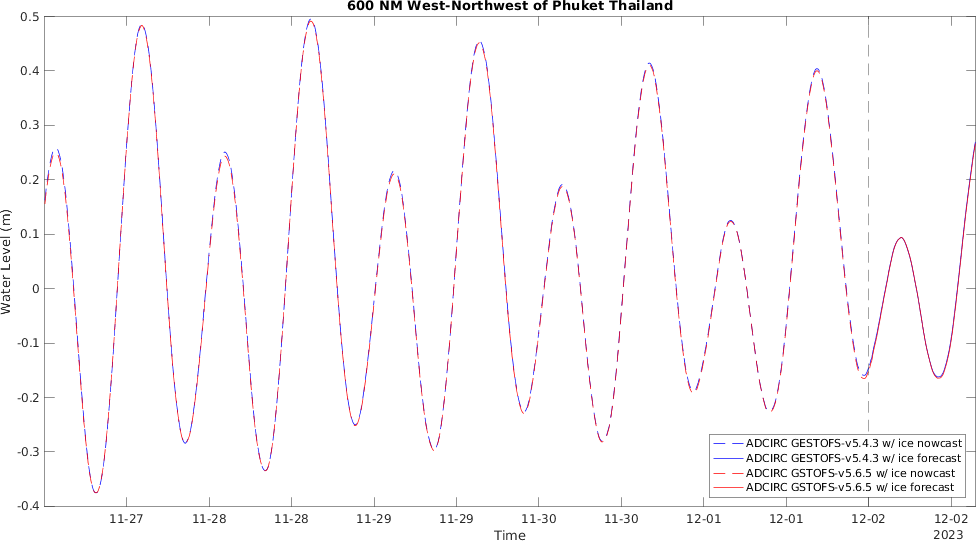 600 NM West-Northwest of Phuket Thailand
0.5
0.4
0.3
0.2
0.1
0
-0.1
-0.2
-0.3
-0.4
Water Level (m)
ADCIRC GESTOFS-v5.4.3 w/ ice nowcast
ADCIRC GESTOFS-v5.4.3 w/ ice forecast
ADCIRC GSTOFS-v5.6.5 w/ ice nowcast
ADCIRC GSTOFS-v5.6.5 w/ ice forecast
11-27 11-28 11-28 11-29 11-29 11-30 11-30 12-01 12-01 12-02 12-02
Time
2023